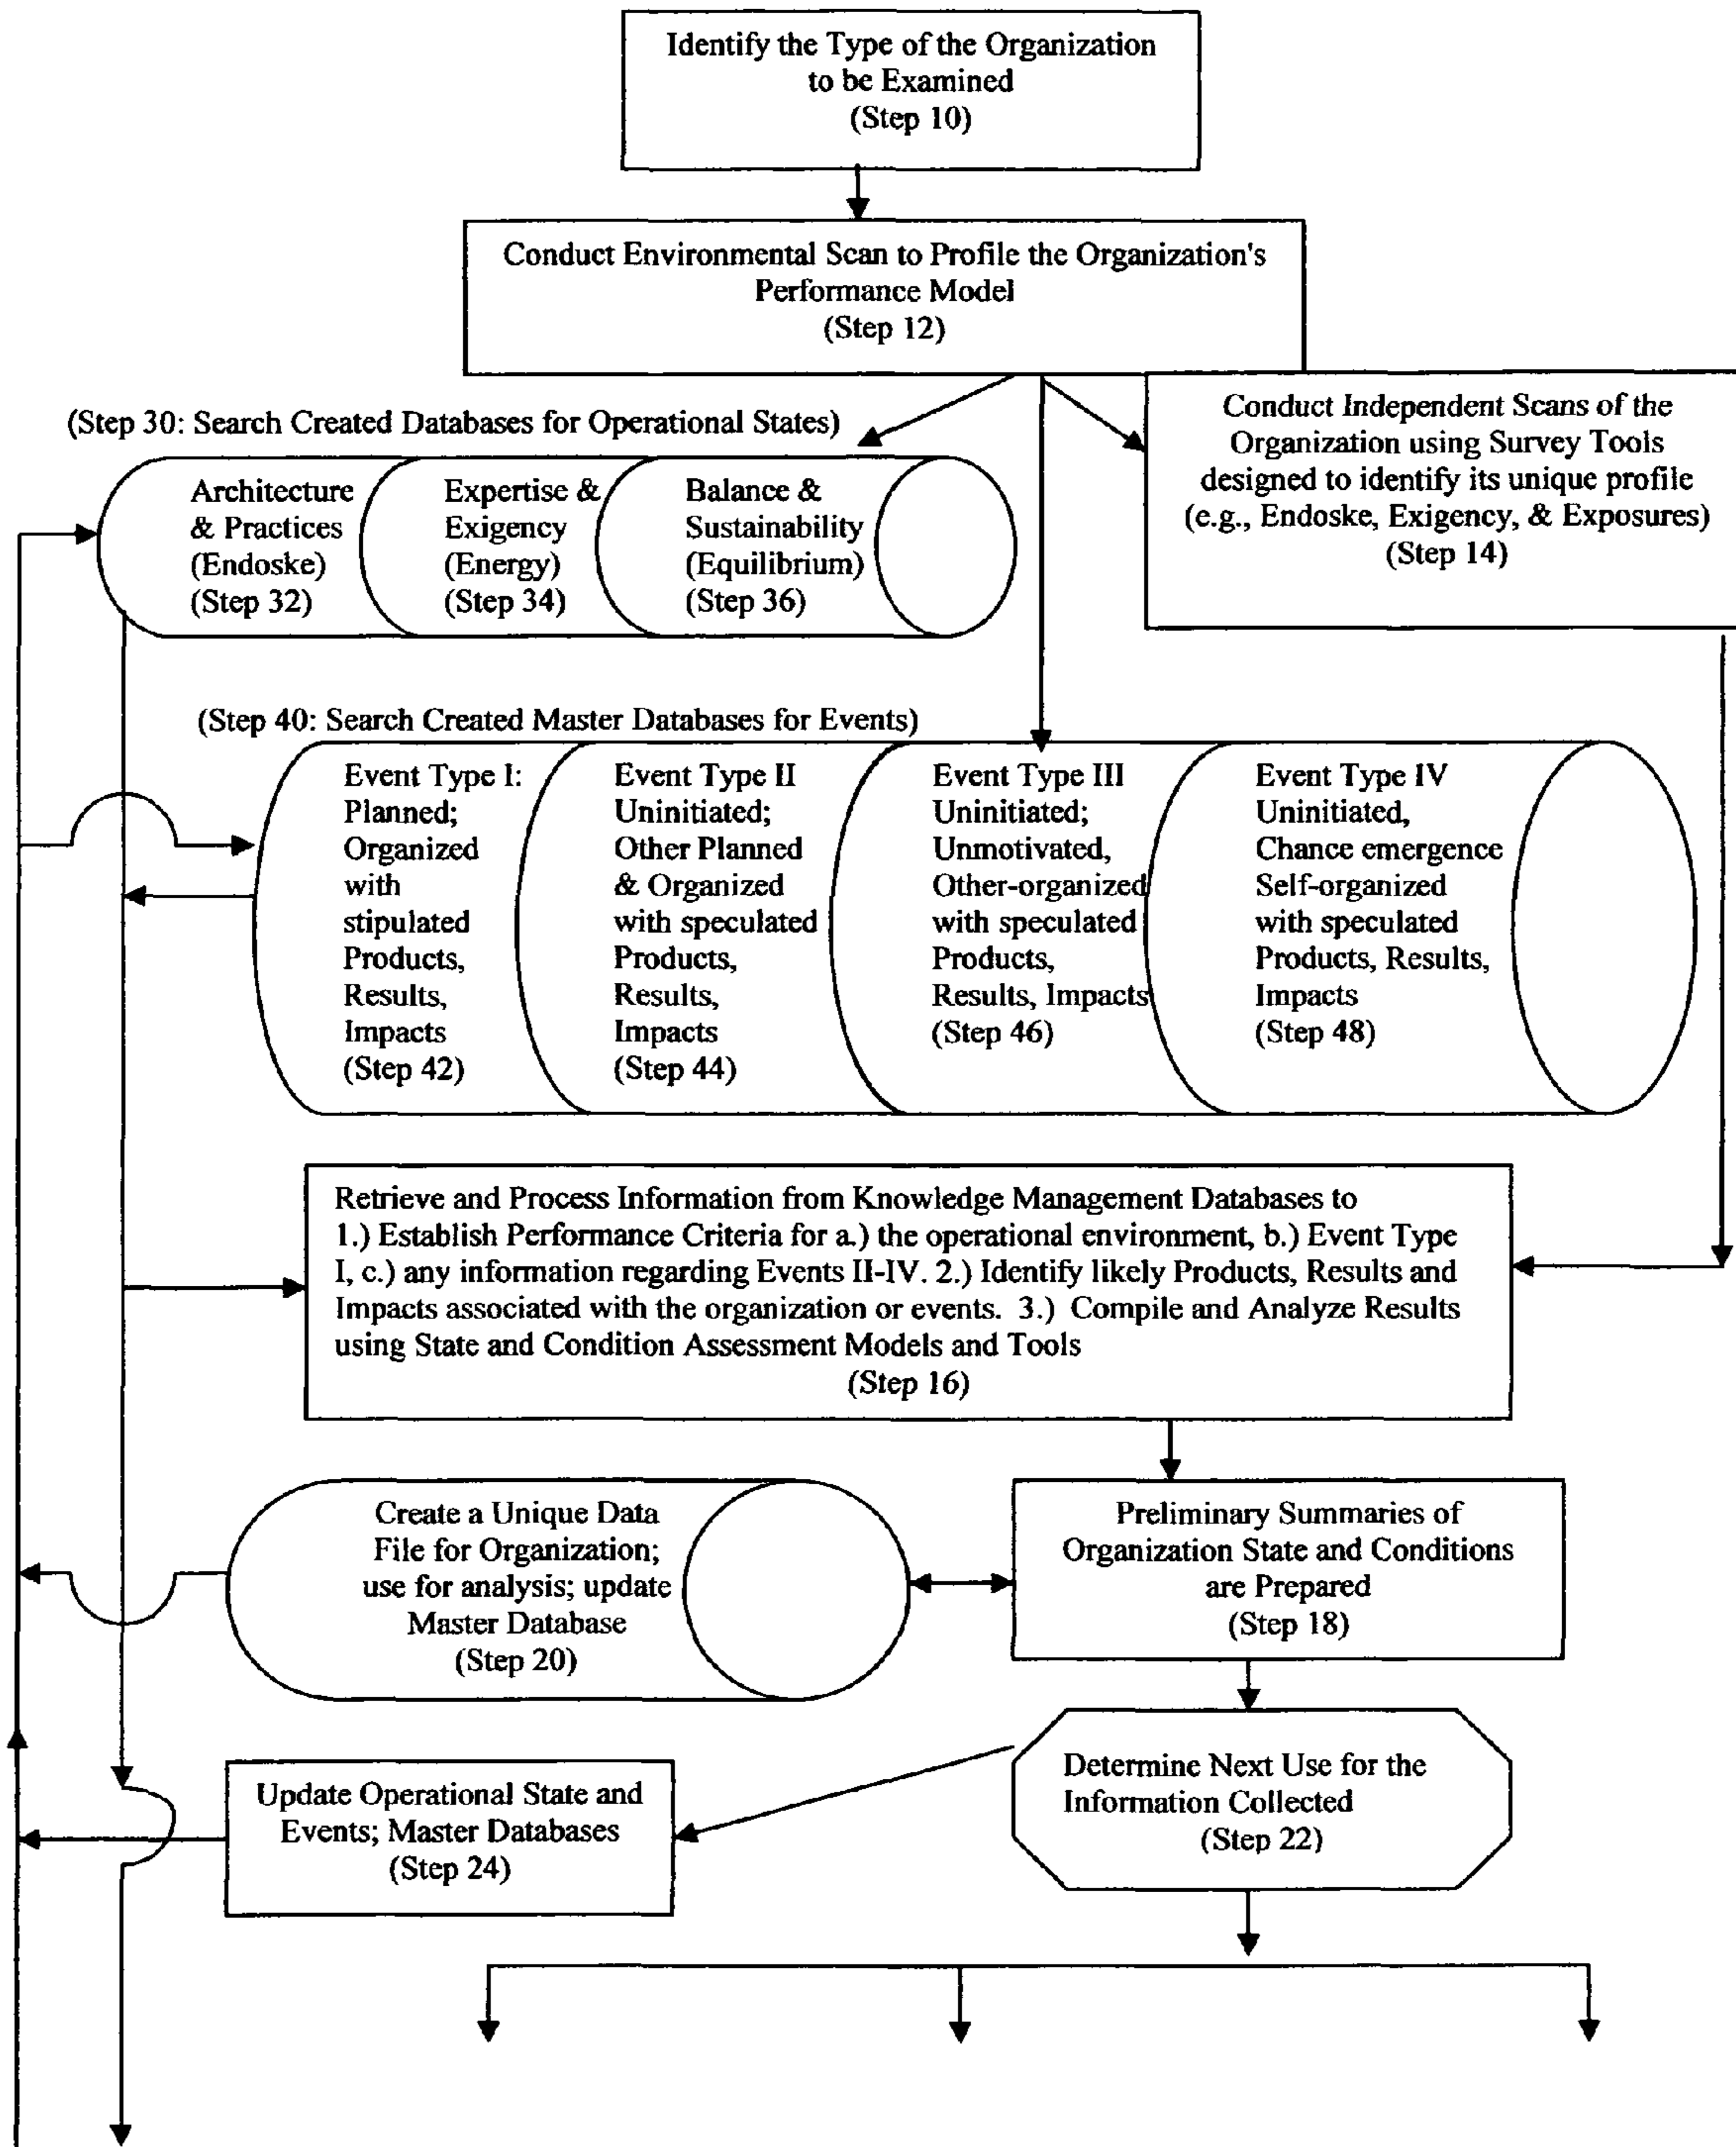 Identify the Type of the Organization
to be Examined
(Step 10)
Conduct Environmental Scan to Profile the Organization's
Performance Model
(Step 12)
(Step 30: Search Created Databases for Operational States)
Architecture
& Practices
(Endoske)
(Step 32)
Expertise &
Exigency
(Energy)
(Step 34)
Balance &
Sustainability
(Equilibrium)
(Step 36)
Conduct Independent Scans of the
Organization using Survey Tools
designed to identify its unique profile
(e.g., Endoske, Exigency, & Exposures)
(Step 14)
(Step 40: Search Created Master Databases for Events)
Event Type I:
Planned;
Organized
with
stipulated
Products,
Results,
Impacts
(Step 42)
Event Type II
Uninitiated;
Other Planned
& Organized
with speculated
Products,
Results,
Impacts
(Step 44)
Event Type III
Uninitiated;
Unmotivated,
Other-organized
with speculated
Products,
Results, Impacts
(Step 46)
Event Type IV
Uninitiated,
Chance emergence
Self-organized
with speculated
Products, Results,
Impacts
(Step 48)
Retrieve and Process Information from Knowledge Management Databases to
1.) Establish Performance Criteria for a.) the operational environment, b.) Event Type
I, c.) any information regarding Events II-IV. 2.) Identify likely Products, Results and
Impacts associated with the organization or events. 3.) Compile and Analyze Results
using State and Condition Assessment Models and Tools
(Step 16)
Create a Unique Data
File for Organization;
use for analysis; update
Master Database
(Step 20)
Preliminary Summaries of
Organization State and Conditions
are Prepared
(Step 18)
Update Operational State and
Events; Master Databases
(Step 24)
Determine Next Use for the
Information Collected
(Step 22)